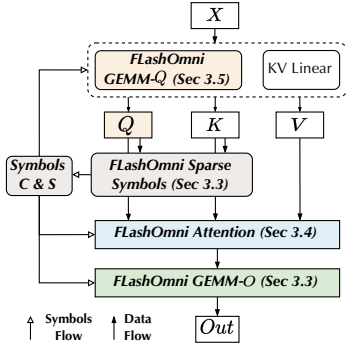 X
FLashOmni
GEMM-Q (Sec 3.5)
KV Linear
Q
K
V
Symbols
C & S
FLashOmni Sparse
Symbols (Sec 3.3)
FLashOmni Attention (Sec 3.4)
FLashOmni GEMM-O (Sec 3.3)
Symbols
Flow
Data
Flow
Out